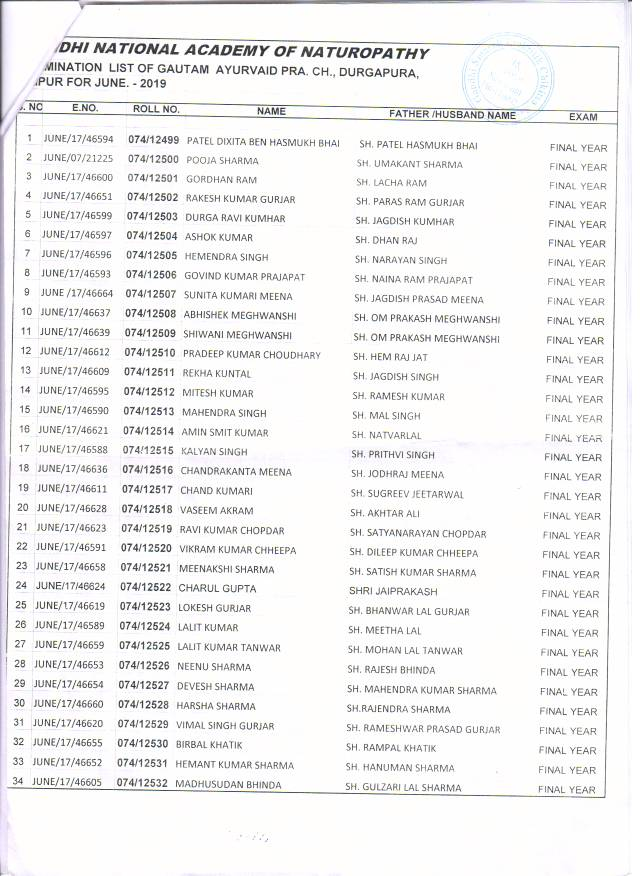 DHI NATIONAL ACADEMY OF NATUROPATHY
MINATION LIST OF GAUTAM AYURVAID PRA. CH., DURGAPURA,
IPUR FOR JUNE. - 2019
. NO E.NO. ROLL NO. NAME FATHER /HUSBAND NAME EXAM
1 JUNE/17/46594 074/12499 PATEL DIXITA BEN HASMUKH BHAI SH. PATEL HASMUKH BHAI FINAL YEAR
2 JUNE/07/21225 074/12500 POOJA SHARMA SH. UMAKANT SHARMA FINAL YEAR
3 JUNE/17/46600 074/12501 GORDHAN RAM SH. LACHA RAM FINAL YEAR
4 JUNE/17/46651 074/12502 RAKESH KUMAR GURJAR SH. PARAS RAM GURJAR FINAL YEAR
5 JUNE/17/46599 074/12503 DURGA RAVI KUMHAR SH. JAGDISH KUMHAR FINAL YEAR
6 JUNE/17/46597 074/12504 ASHOK KUMAR SH. DHAN RAJ FINAL YEAR
7 JUNE/17/46596 074/12505 HEMENDRA SINGH SH. NARAYAN SINGH FINAL YEAR
8 JUNE/17/46593 074/12506 GOVIND KUMAR PRAJAPAT SH. NAINA RAM PRAJAPAT FINAL YEAR
9 JUNE /17/46664 074/12507 SUNITA KUMARI MEENA SH. JAGDISH PRASAD MEENA FINAL YEAR
10 JUNE/17/46637 074/12508 ABHISHEK MEGHWANSHI SH. OM PRAKASH MEGHWANSHI FINAL YEAR
11 JUNE/17/46639 074/12509 SHIWANI MEGHWANSHI SH. OM PRAKASH MEGHWANSHI FINAL YEAR
12 JUNE/17/46612 074/12510 PRADEEP KUMAR CHOUDHARY SH. HEM RAJ JAT FINAL YEAR
13 JUNE/17/46609 074/12511 REKHA KUNTAL SH. JAGDISH SINGH FINAL YEAR
14 JUNE/17/46595 074/12512 MITESH KUMAR SH. RAMESH KUMAR FINAL YEAR
15 JUNE/17/46590 074/12513 MAHENDRA SINGH SH. MAL SINGH FINAL YEAR
16 JUNE/17/46621 074/12514 AMIN SMIT KUMAR SH. NATVARLAL FINAL YEAR
17 JUNE/17/46588 074/12515 KALYAN SINGH SH. PRITHVI SINGH FINAL YEAR
18 JUNE/17/46636 074/12516 CHANDRAKANTA MEENA SH. JODHRAJ MEENA FINAL YEAR
19 JUNE/17/46611 074/12517 CHAND KUMARI SH. SUGREEV JEETARWAL FINAL YEAR
20 JUNE/17/46628 074/12518 VASEEM AKRAM SH. AKHTAR ALI FINAL YEAR
21 JUNE/17/46623 074/12519 RAVI KUMAR CHOPDAR SH. SATYANARAYAN CHOPDAR FINAL YEAR
22 JUNE/17/46591 074/12520 VIKRAM KUMAR CHHEEPA SH. DILEEP KUMAR CHHEEPA FINAL YEAR
23 JUNE/17/46658 074/12521 MEENAKSHI SHARMA SH. SATISH KUMAR SHARMA FINAL YEAR
24 JUNE/17/46624 074/12522 CHARUL GUPTA SHRI JAIPRAKASH FINAL YEAR
25 JUNE/17/46619 074/12523 LOKESH GURJAR SH. BHANWAR LAL GURJAR FINAL YEAR
26 JUNE/17/46589 074/12524 LALIT KUMAR SH. MEETHA LAL FINAL YEAR
27 JUNE/17/46659 074/12525 LALIT KUMAR TANWAR SH. MOHAN LAL TANWAR FINAL YEAR
28 JUNE/17/46653 074/12526 NEENU SHARMA SH. RAJESH BHINDA FINAL YEAR
29 JUNE/17/46654 074/12527 DEVESH SHARMA SH. MAHENDRA KUMAR SHARMA FINAL YEAR
30 JUNE/17/46660 074/12528 HARSHA SHARMA SH.RAJENDRA SHARMA FINAL YEAR
31 JUNE/17/46620 074/12529 VIMAL SINGH GURJAR SH. RAMESHWAR PRASAD GURJAR FINAL YEAR
32 JUNE/17/46655 074/12530 BIRBAL KHATIK SH. RAMPAL KHATIK FINAL YEAR
33 JUNE/17/46652 074/12531 HEMANT KUMAR SHARMA SH. HANUMAN SHARMA FINAL YEAR
34 JUNE/17/46605 074/12532 MADHUSUDAN BHINDA SH. GULZARI LAL SHARMA FINAL YEAR